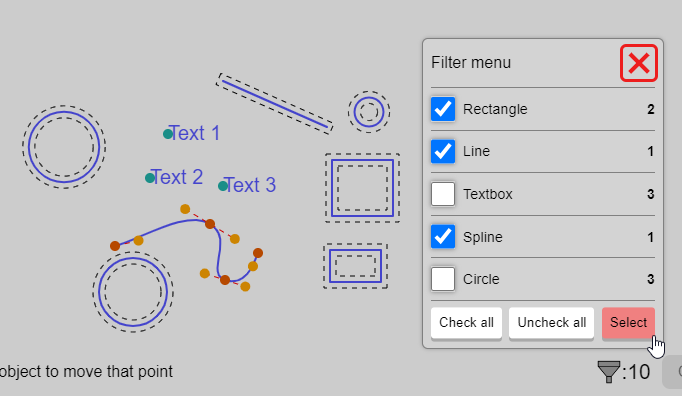 Text 1
Text 2
Text 3
Filter menu
Rectangle 2
Line 1
Textbox 3
Spline 1
Circle 3
Check all Uncheck all Select
object to move that point
:10